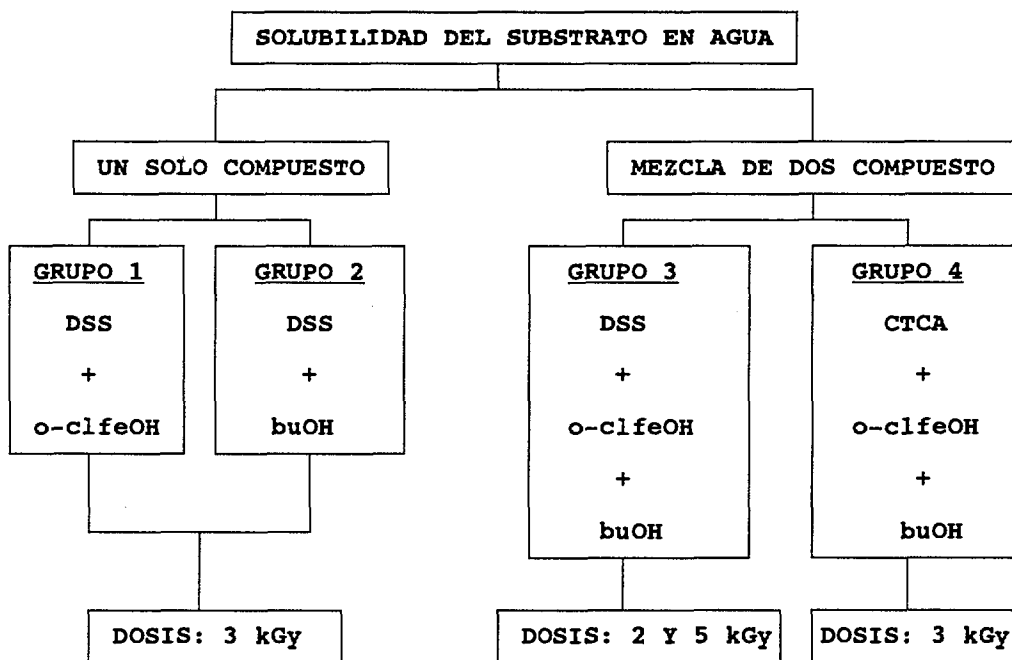 SOLUBILIDAD DEL SUBSTRATO EN AGUA
UN SOLO COMPUESTO
MEZCLA DE DOS COMPUESTO
GRUPO 1
DSS
+
o-clfeOH
GRUPO 2
DSS
+
buOH
GRUPO 3
DSS
+
o-clfeOH
+
buOH
GRUPO 4
CTCA
+
o-clfeOH
+
buOH
DOSIS: 3 kGy
DOSIS: 2 Y 5 kGy
DOSIS: 3 kGy